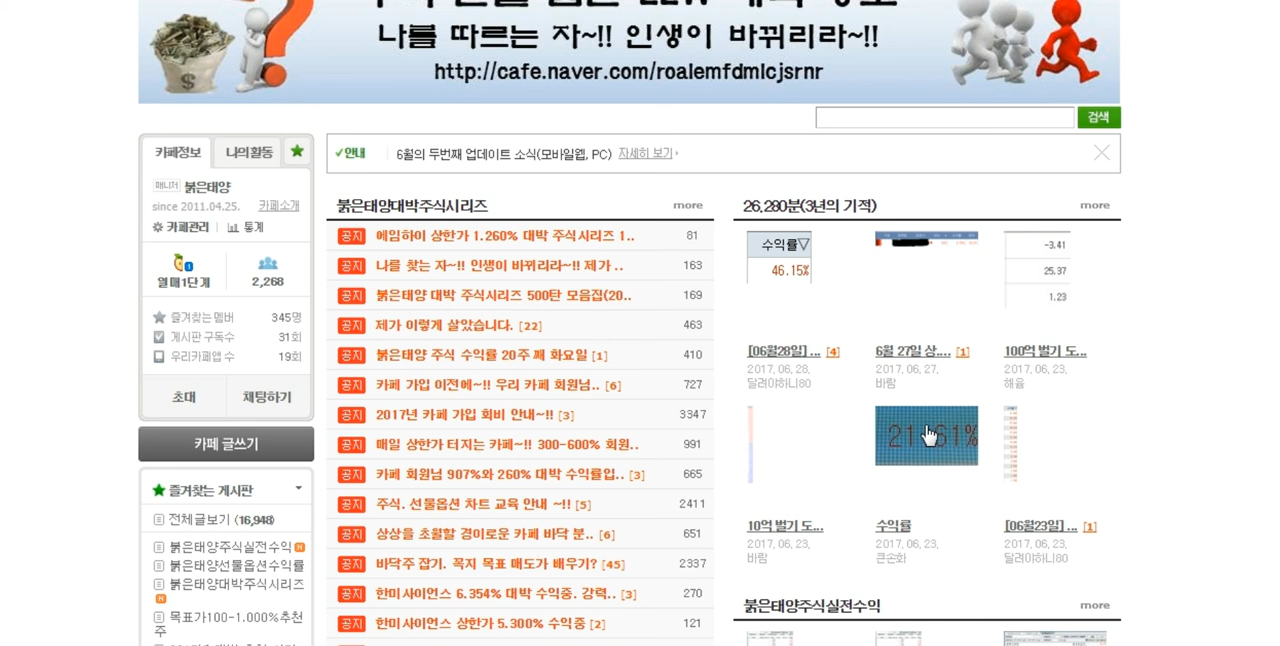 나를 따르는 자~!! 인생이 바뀌리라~!!
http://cafe.naver.com/roalemfdmlcjsrnr
검색
카페정보 나의활동
매니저 붉은태양
since 2011.04.25. 카페소개
카페관리 통계
열매1단계 2,268
즐겨찾는 멤버 345명
게시판 구독수 31회
우리카페앱 수 19회
초대 채팅하기
카페 글쓰기
즐겨찾는 게시판
전체글보기 (16,948)
붉은태양주식실전수익 N
붉은태양선물옵션수익률
붉은태양대박주식시리즈
N
목표가100-1.000%추천
주
안내 6월의 두번째 업데이트 소식(모바일웹, PC) 자세히 보기
붉은태양대박주식시리즈 more
공지 에임하이 상한가 1.260% 대박 주식시리즈 1.. 81
공지 나를 찾는 자~!! 인생이 바뀌리라~!! 제가 .. 163
공지 붉은태양 대박 주식시리즈 500탄 모음집(20.. 169
공지 제가 이렇게 살았습니다. [22] 463
공지 붉은태양 주식 수익률 20주 째 화요일 [1] 410
공지 카페 가입 이전에~!! 우리 카페 회원님.. [6] 727
공지 2017년 카페 가입 회비 안내~!! [3] 3347
공지 매일 상한가 터지는 카페~!! 300-600% 회원.. 991
공지 카페 회원님 907%와 260% 대박 수익률입.. [3] 665
공지 주식. 선물옵션 차트 교육 안내 ~!! [5] 2411
공지 상상을 초월할 경이로운 카페 바닥 분.. [6] 651
공지 바닥주 잡기. 꼭지 목표 매도가 배우기? [45] 2337
공지 한미사이언스 6.354% 대박 수익중. 강력.. [3] 270
공지 한미사이언스 상한가 5.300% 수익중 [2] 121
26,280분(3년의 기적) more
수익률▽
46.15%
-3.41
25.37
1.23
[06월28일] ... [4] 6월 27일 상.... [1] 100억 벌기 도...
2017, 06, 28, 2017, 06, 27, 2017, 06, 23,
달려야하니80 바람 해율
10억 벌기 도... 수익률 [06월23일] ... [1]
2017, 06, 23, 2017, 06, 23, 2017, 06, 23,
바람 큰손화 달려야하니80
붉은태양주식실전수익 more